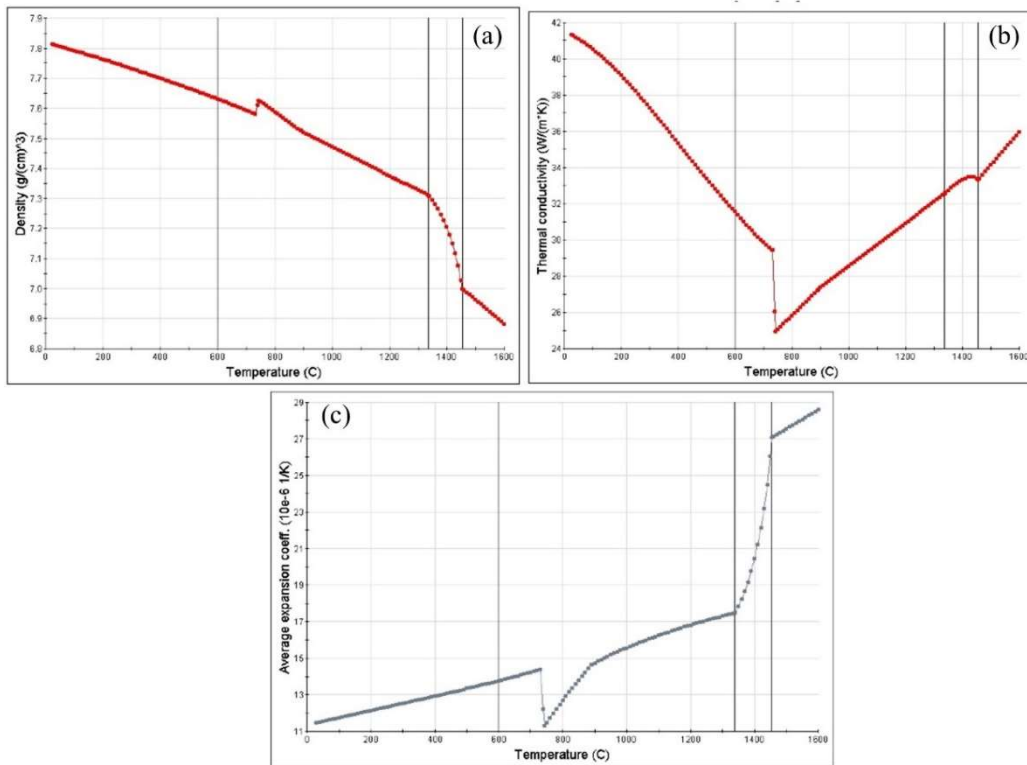 (a)
7.9
7.8
7.7
7.6
7.5
7.4
7.3
7.2
7.1
7.0
6.9
6.8
Density (g/(cm)^3)
0 200 400 600 800 1000 1200 1400 1600
Temperature (C)
(b)
42
40
38
36
34
32
30
28
26
24
Thermal conductivity (W/(m*K))
0 200 400 600 800 1000 1200 1400 1600
Temperature (C)
(c)
29
27
25
23
21
19
17
15
13
11
Average expansion coeff. (10e-6 1/K)
0 200 400 600 800 1000 1200 1400 1600
Temperature (C)